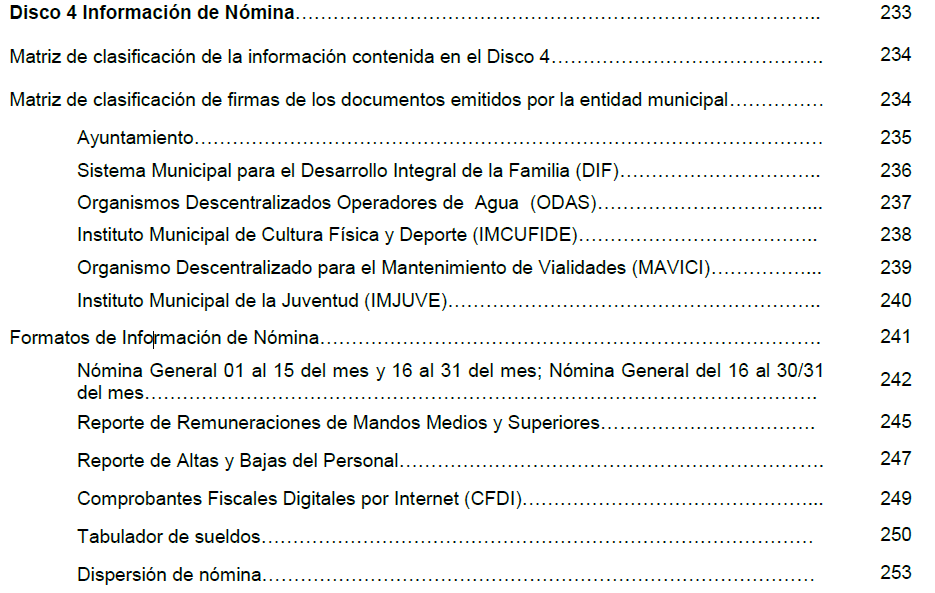 Disco 4 Información de Nómina…………………………………………………………………………….. 233
Matriz de clasificación de la información contenida en el Disco 4……………………………………. 234
Matriz de clasificación de firmas de los documentos emitidos por la entidad municipal…………… 234
Ayuntamiento………………………………………………………………………………………… 235
Sistema Municipal para el Desarrollo Integral de la Familia (DIF)………………………….. 236
Organismos Descentralizados Operadores de  Agua  (ODAS)……………………………... 237
Instituto Municipal de Cultura Física y Deporte (IMCUFIDE)……………………………….. 238
Organismo Descentralizado para el Mantenimiento de Vialidades (MAVICI)……………... 239
Instituto Municipal de la Juventud (IMJUVE)………………………………………………….. 240
Formatos de Información de Nómina……………………………………………………………………. 241
Nómina General 01 al 15 del mes y 16 al 31 del mes; Nómina General del 16 al 30/31
del mes……………………………………………………………………………………………. 242
Reporte de Remuneraciones de Mandos Medios y Superiores……………………………. 245
Reporte de Altas y Bajas del Personal…………………………………………………………. 247
Comprobantes Fiscales Digitales por Internet (CFDI)………………………………………... 249
Tabulador de sueldos……………………………………………………………………………… 250
Dispersión de nómina……………………………………………………………………………… 253